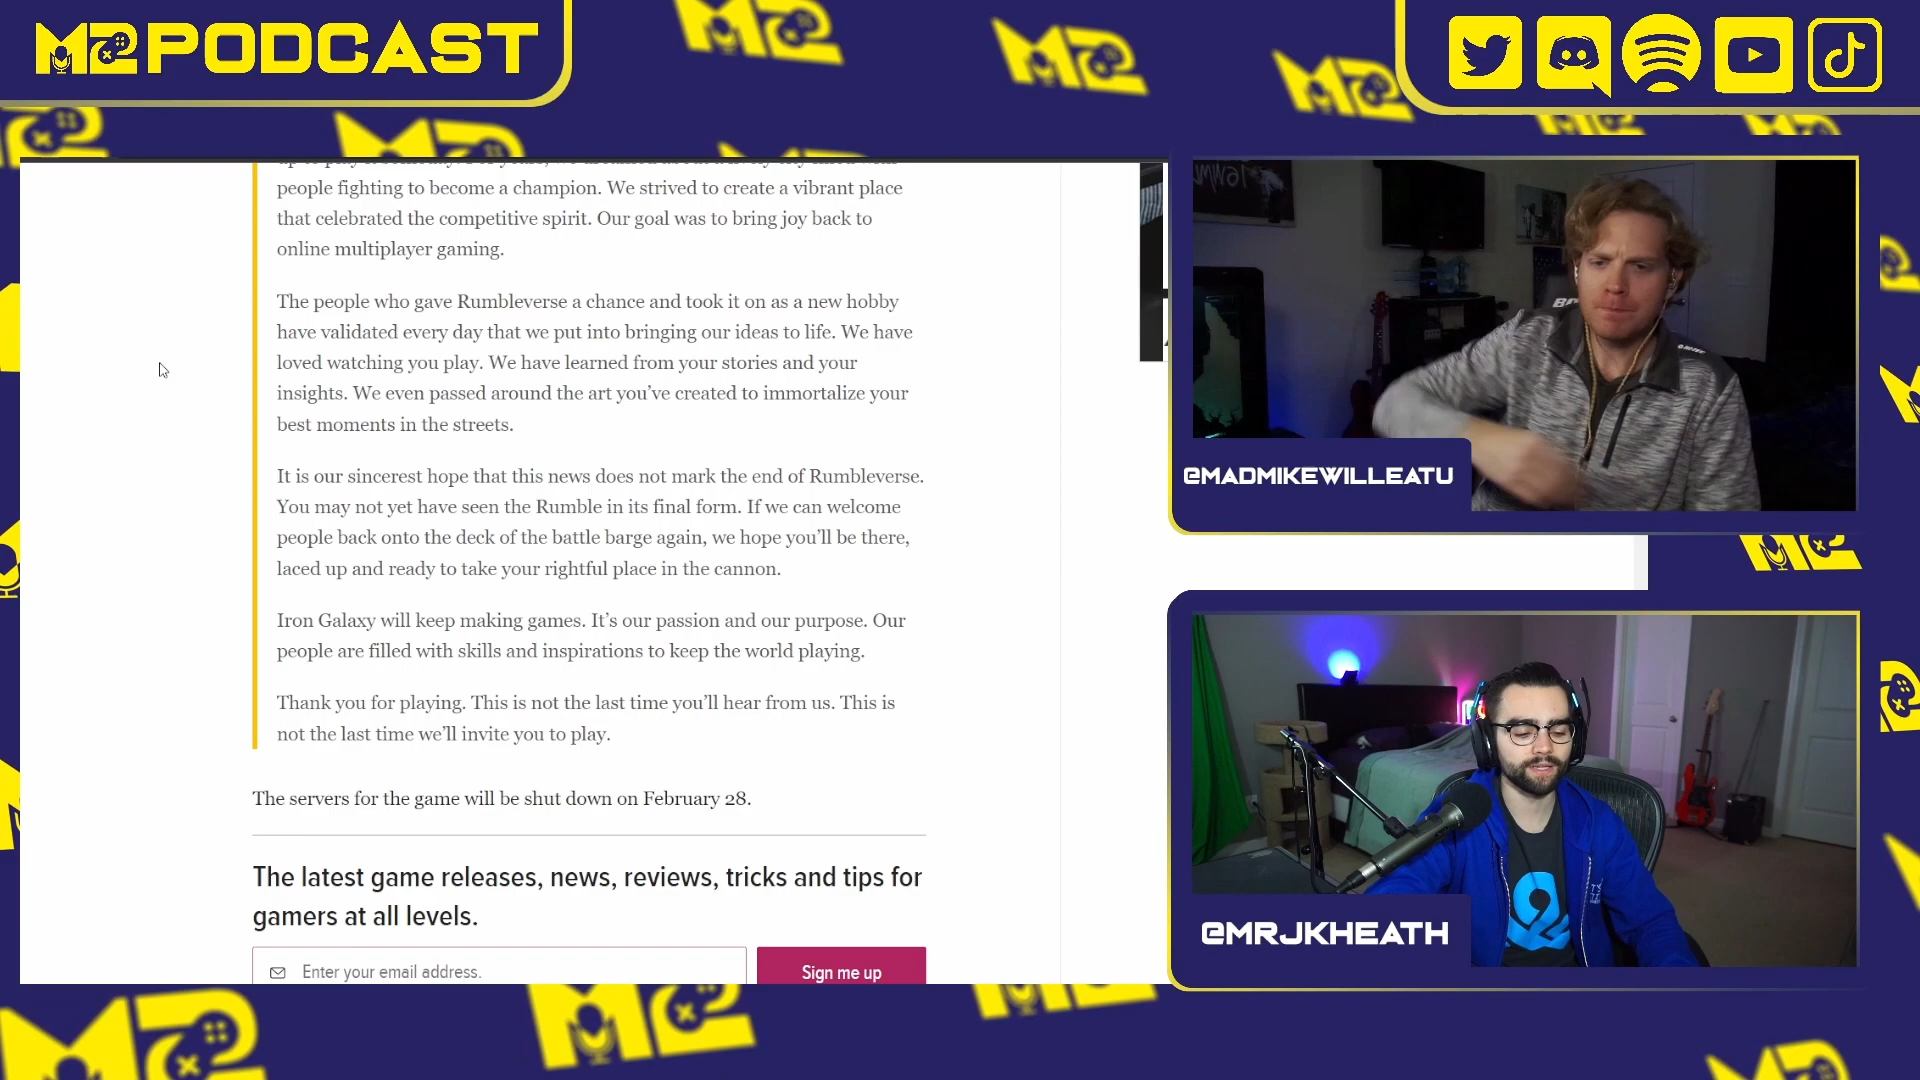 M2 PODCAST
people fighting to become a champion. We strived to create a vibrant place
that celebrated the competitive spirit. Our goal was to bring joy back to
online multiplayer gaming.
The people who gave Rumbleverse a chance and took it on as a new hobby
have validated every day that we put into bringing our ideas to life. We have
loved watching you play. We have learned from your stories and your
insights. We even passed around the art you’ve created to immortalize your
best moments in the streets.
It is our sincerest hope that this news does not mark the end of Rumbleverse.
You may not yet have seen the Rumble in its final form. If we can welcome
people back onto the deck of the battle barge again, we hope you’ll be there,
laced up and ready to take your rightful place in the cannon.
Iron Galaxy will keep making games. It’s our passion and our purpose. Our
people are filled with skills and inspirations to keep the world playing.
Thank you for playing. This is not the last time you’ll hear from us. This is
not the last time we’ll invite you to play.
The servers for the game will be shut down on February 28.
The latest game releases, news, reviews, tricks and tips for
gamers at all levels.
Enter your email address.
Sign me up
@MADMIKEWILLEATU
@MRJKHEATH